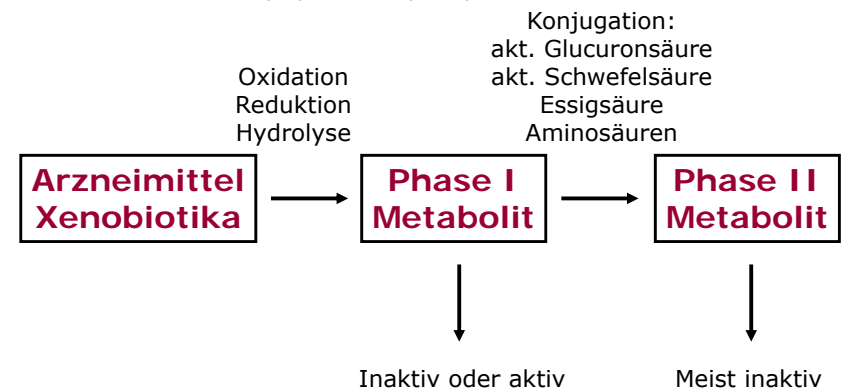 Konjugation:
akt. Glucuronsäure
akt. Schwefelsäure
Essigsäure
Aminosäuren
Oxidation
Reduktion
Hydrolyse
Arzneimittel
Xenobiotika
Phase I
Metabolit
Phase II
Metabolit
Inaktiv oder aktiv
Meist inaktiv